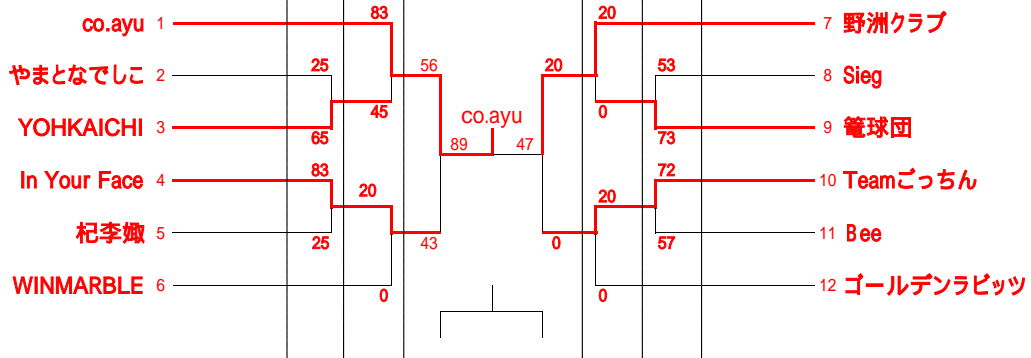 83
20
co.ayu 1
7 野洲クラブ
やまとなでしこ 2
25
56
20
53
8 Sieg
co.ayu
YOHKAICHI 3
65
45
89
47
0
73
9 篭球団
In Your Face 4
83
20
72
10 Teamごっちん
20
杞李娵 5
25
43
0
57
11 Bee
WINMARBLE 6
0
0
12 ゴールデンラビッツ